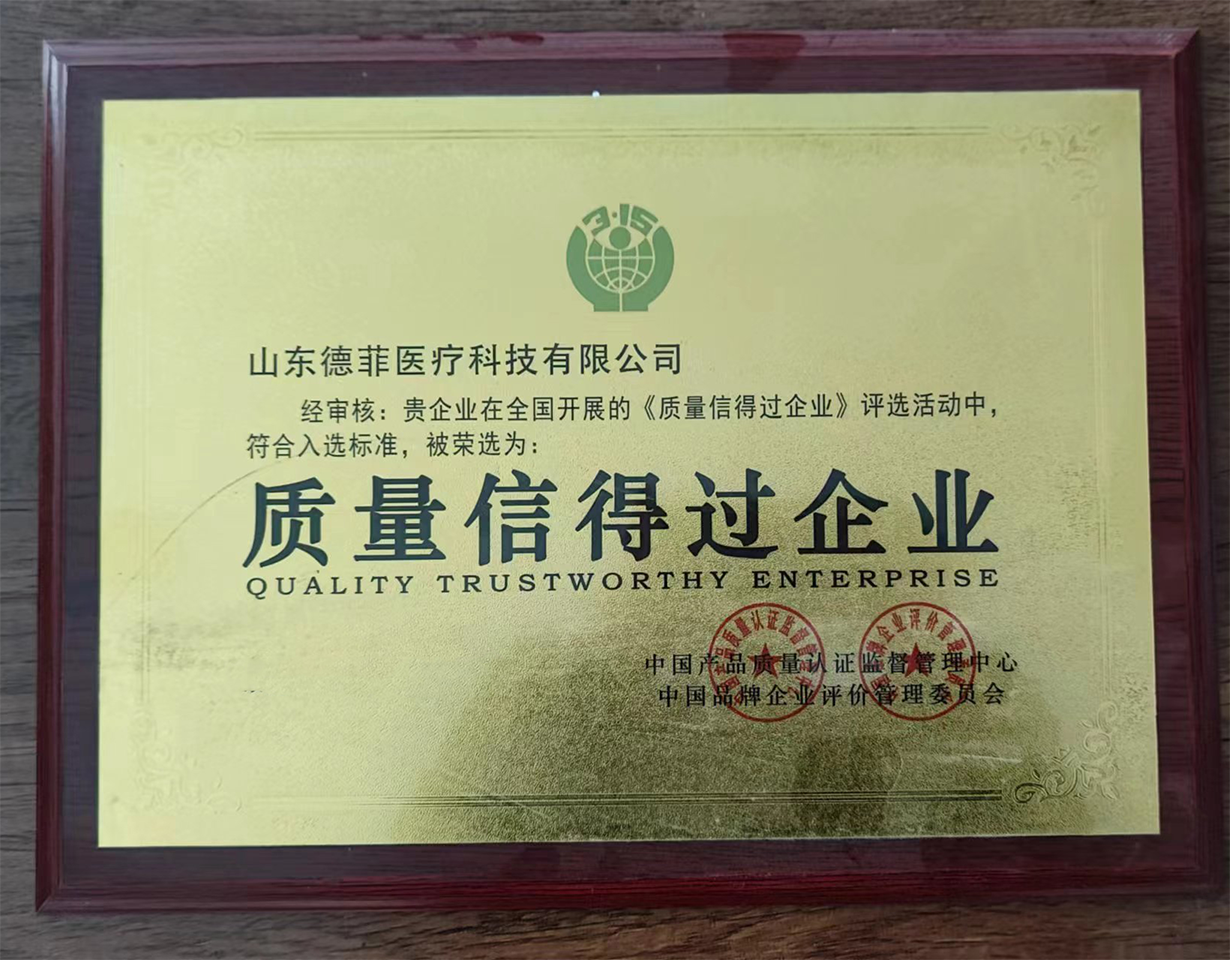 3·15
山东德菲医疗科技有限公司
经审核：贵企业在全国开展的《质量信得过企业》评选活动中，
符合入选标准，被荣选为：
质量信得过企业
QUALITY TRUSTWORTHY ENTERPRISE
中国产品质量认证监督管理中心
中国品牌企业评价管理委员会